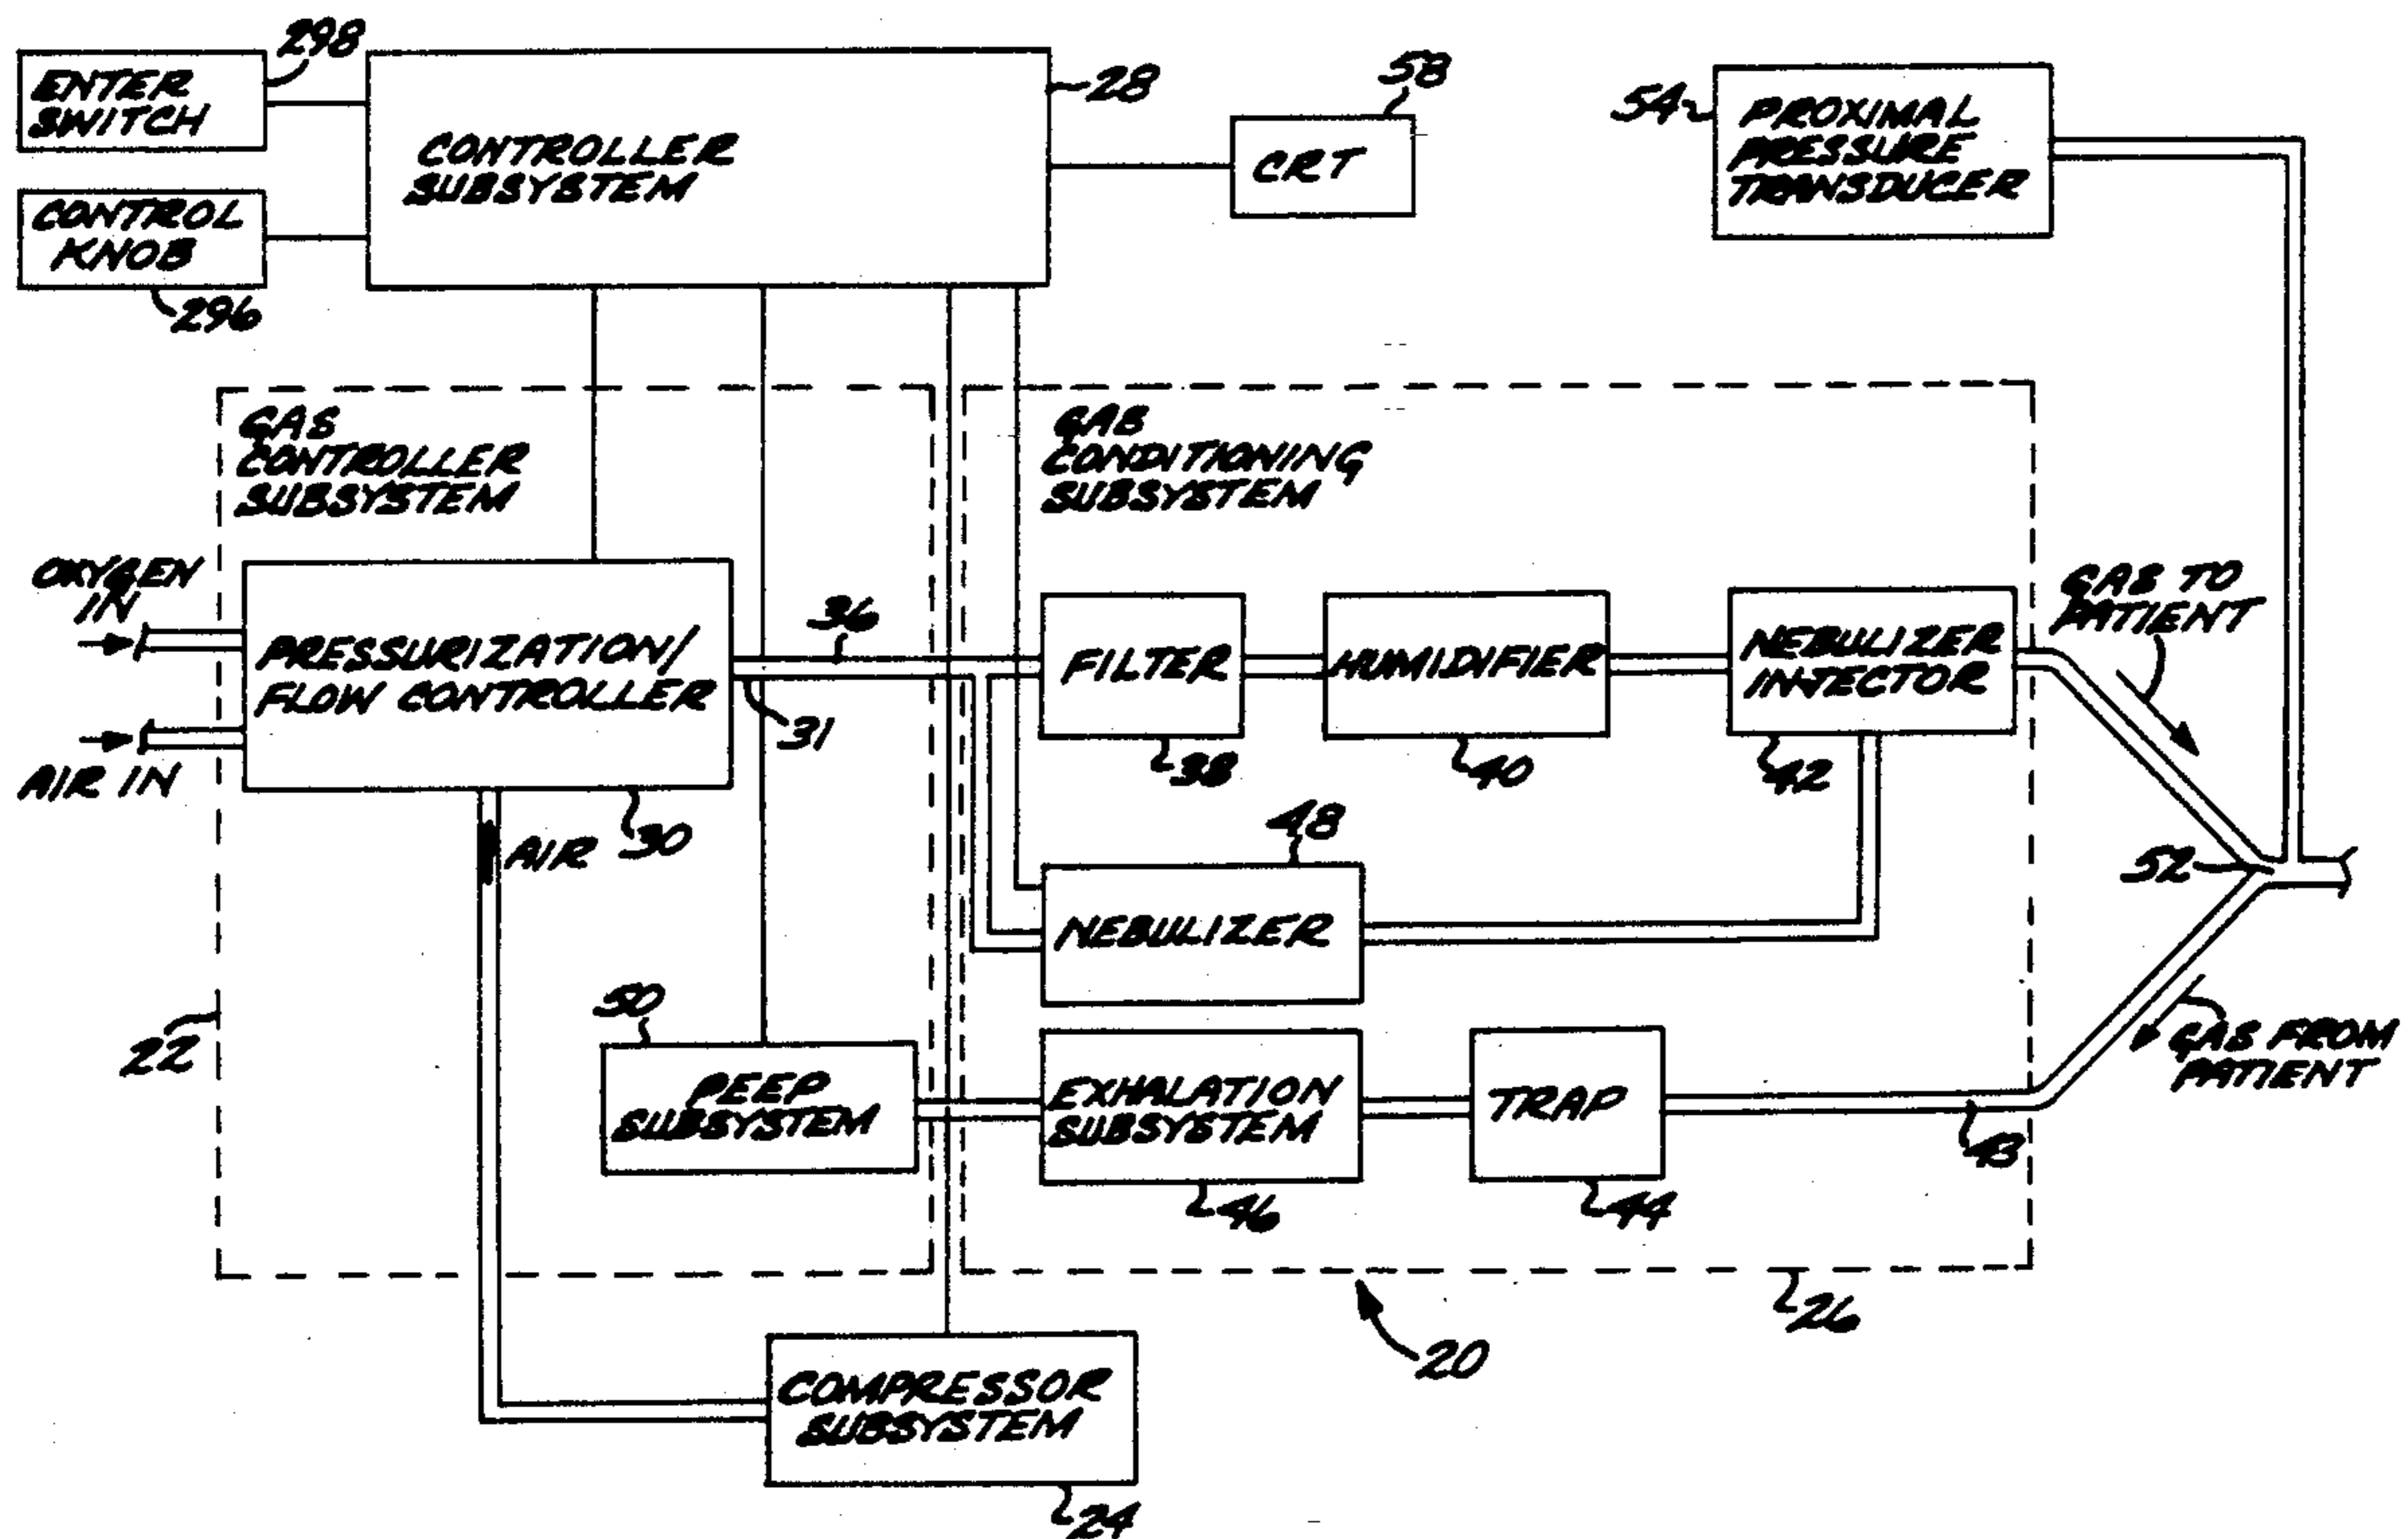 298
ENTER
SWITCH
CONTROLLER
SUBSYSTEM
28
58
CRT
54
PROXIMAL
PRESSURE
TRANSDUCER
CONTROL
KNOB
296
GAS
CONTROLLER
SUBSYSTEM
GAS
CONDITIONING
SUBSYSTEM
OXYGEN
IN
AIR IN
PRESSURIZATION/
FLOW CONTROLLER
30
AIR
36
31
FILTER
38
HUMIDIFIER
40
NEBULIZER
INJECTOR
42
GAS TO
PATIENT
52
48
NEBULIZER
22
50
PEEP
SUBSYSTEM
EXHALATION
SUBSYSTEM
46
TRAP
44
43
GAS FROM
PATIENT
26
20
COMPRESSOR
SUBSYSTEM
24